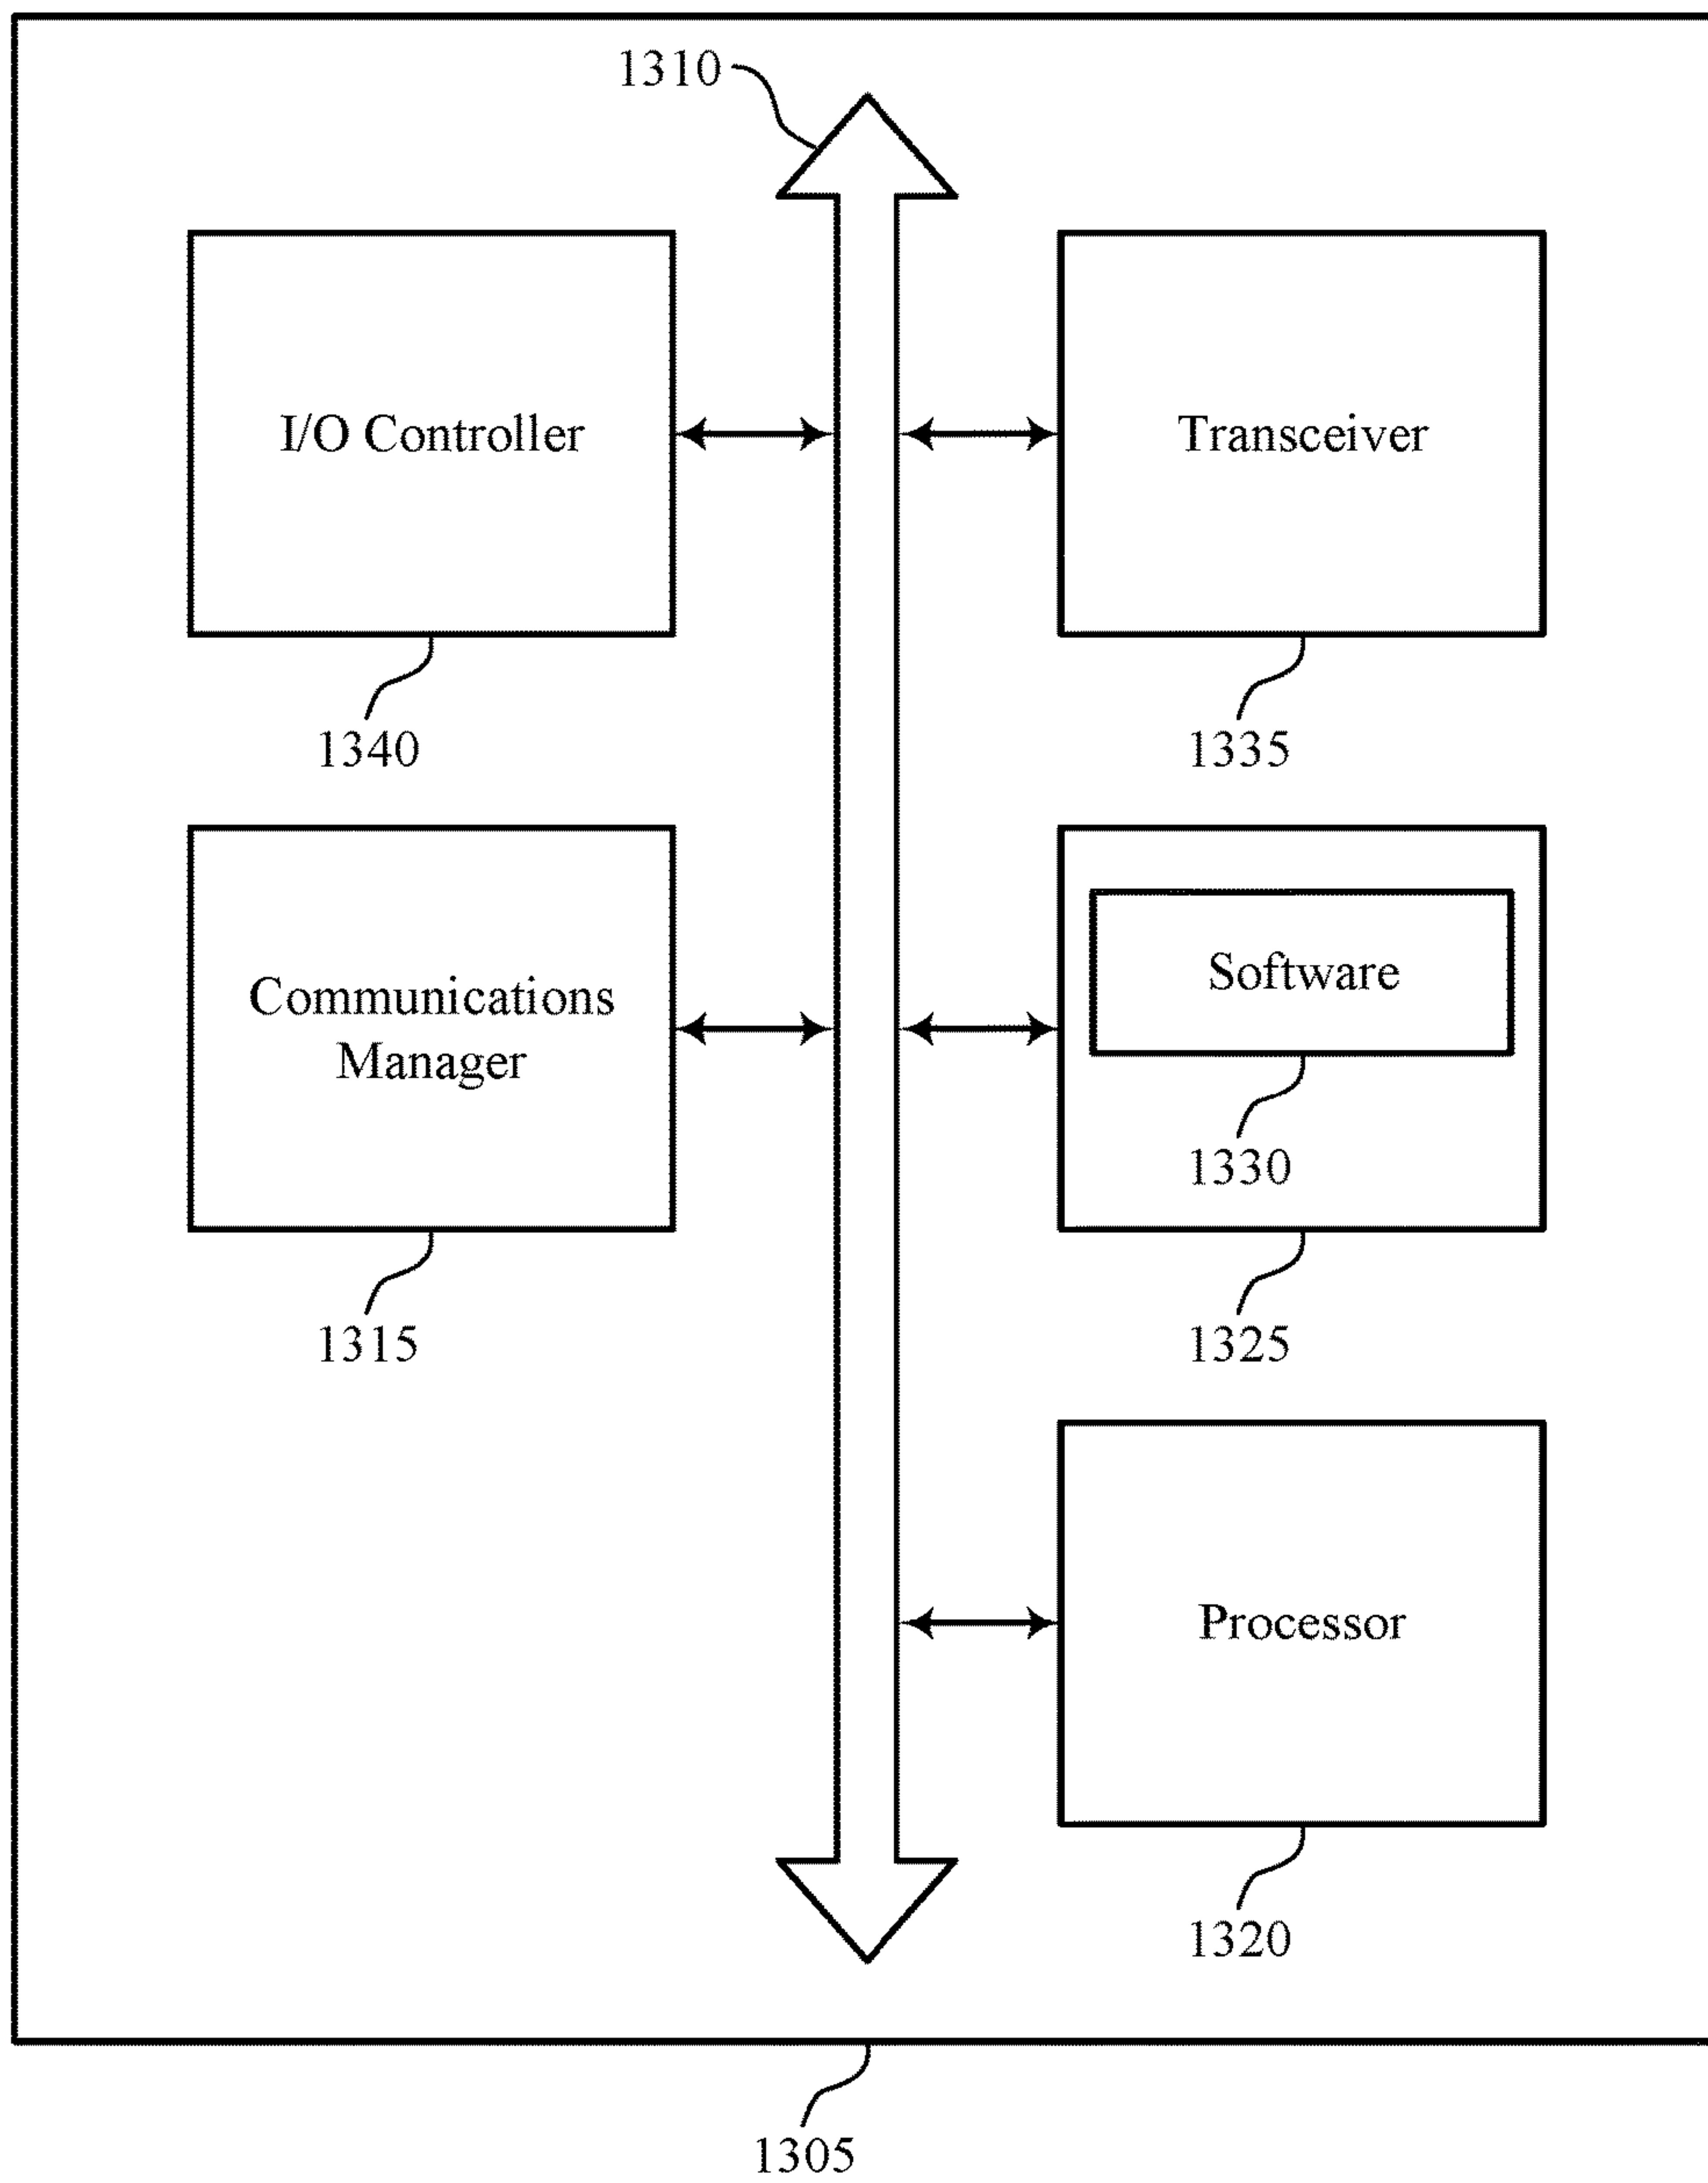 1310
I/O Controller
Transceiver
1340
1335
Communications
Manager
Software
1330
1315
1325
Processor
1320
1305